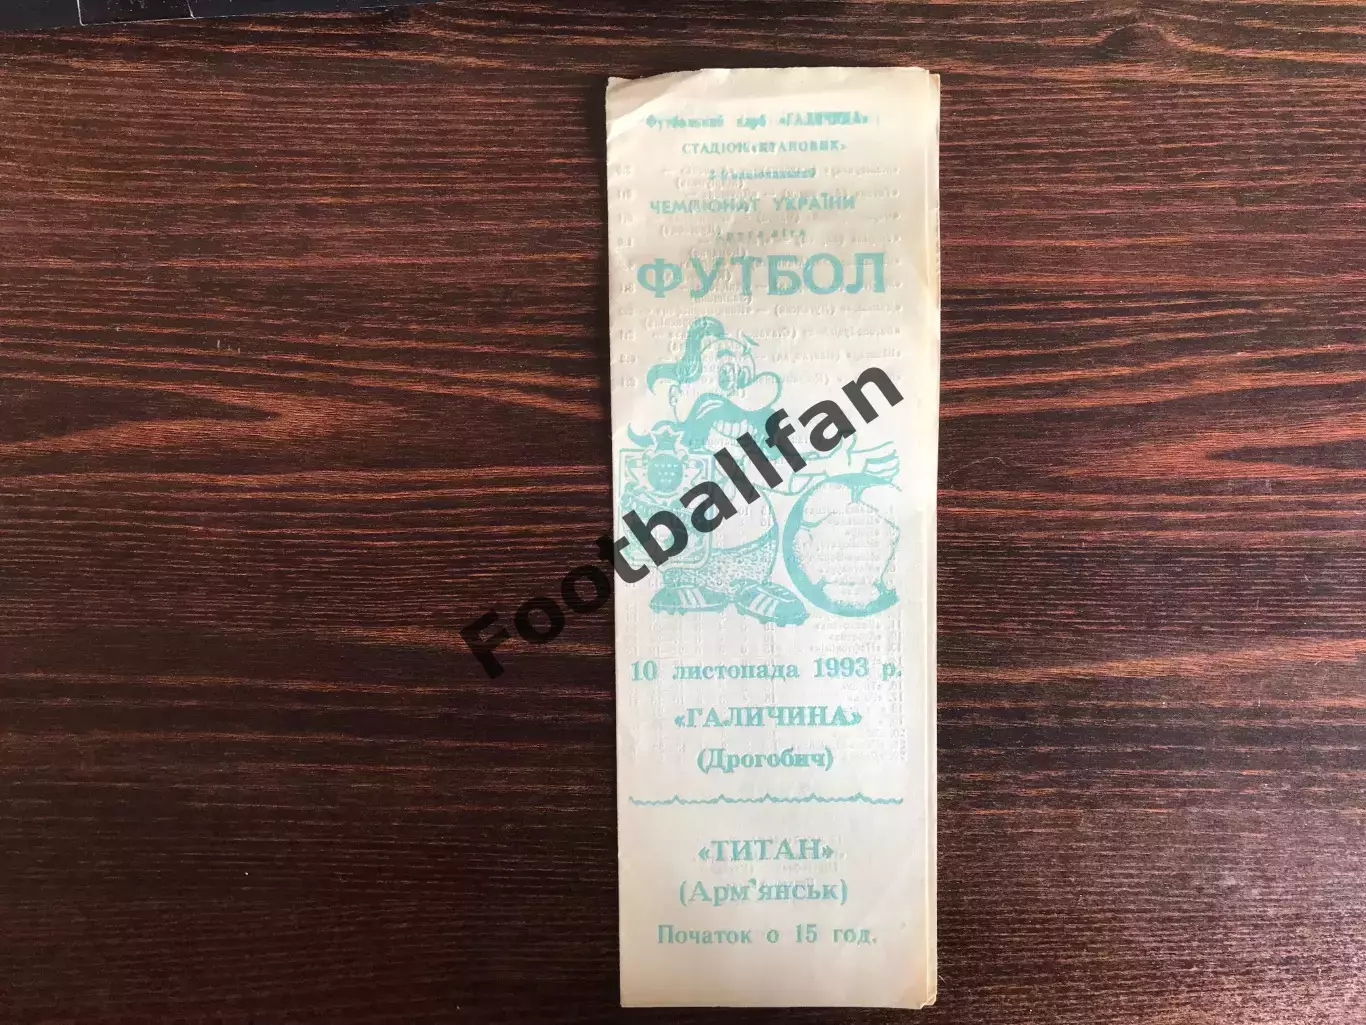 Футбольний клуб «ГАЛИЧИНА»
СТАДІОН
ЧЕМПІОНАТ УКРАЇНИ
ФУТБОЛ
Footballfan
10 листопада 1993 р.
«ГАЛИЧИНА»
(Дрогобич)
«ТИТАН»
(Арм'янськ)
Початок о 15 год.